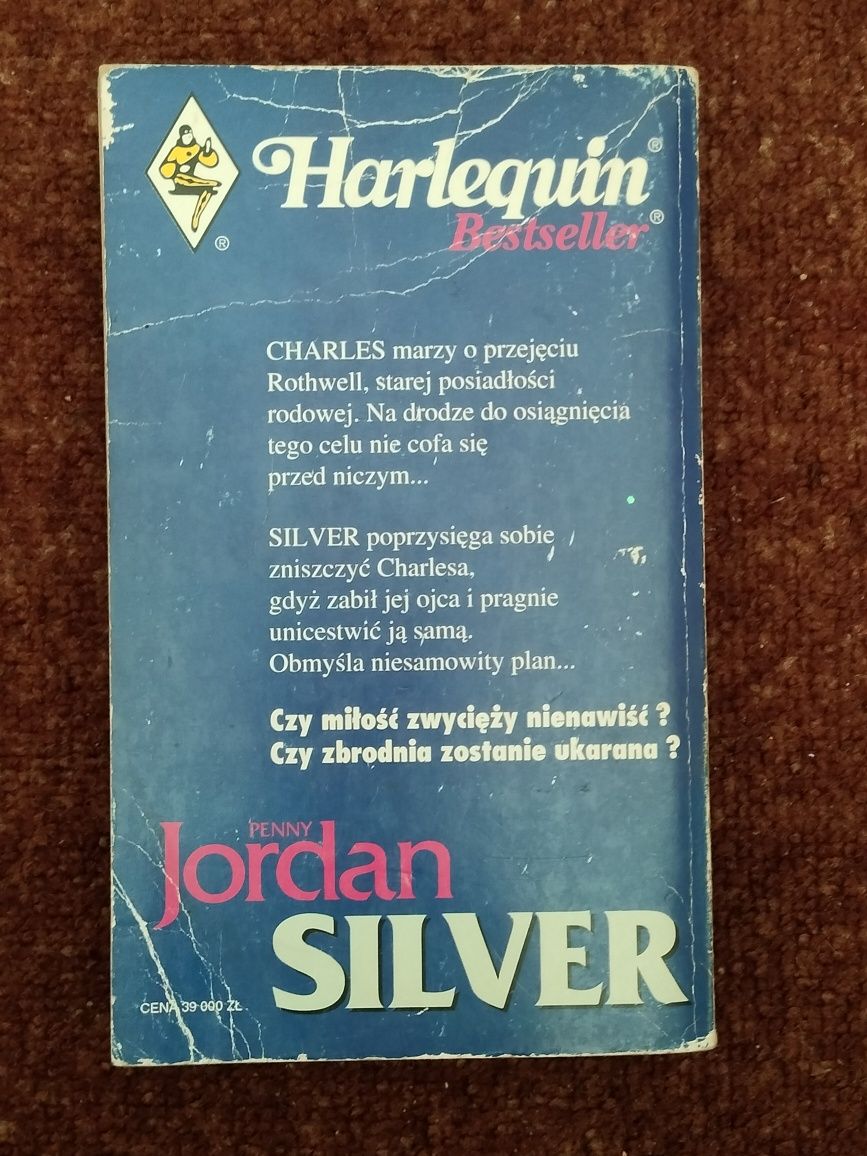 Harlequin®
Bestseller®
®
CHARLES marzy o przejęciu
Rothwell, starej posiadłości
rodowej. Na drodze do osiągnięcia
tego celu nie cofa się
przed niczym...
SILVER poprzysięga sobie
zniszczyć Charlesa,
gdyż zabił jej ojca i pragnie
unicestwić ją samą.
Obmyśla niesamowity plan...
Czy miłość zwycięży nienawiść ?
Czy zbrodnia zostanie ukarana ?
PENNY
Jordan
SILVER
CENA 39 000 ZŁ